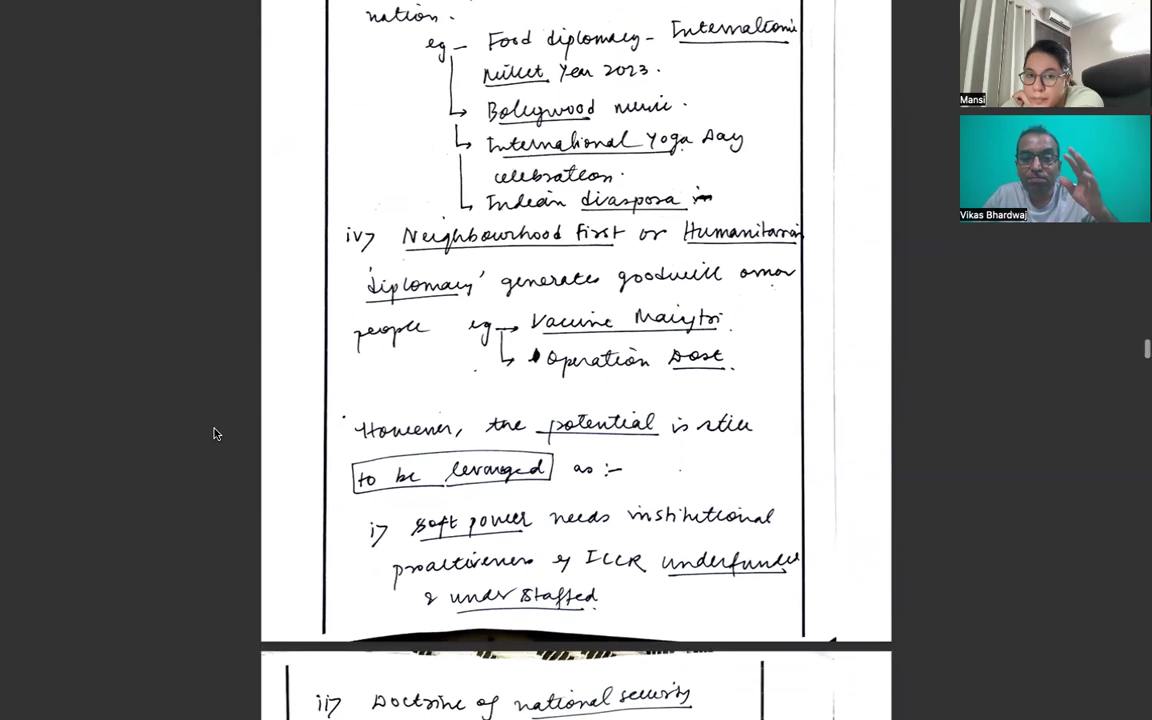 nation.
eg - Food diplomacy - International
Millet Year 2023.
Bollywood music.
International Yoga Day
celebration.
Indian diaspora
iv> Neighbourhood first or Humanitarian
'diplomacy' generates goodwill among
people eg → Vaccine Maiytri.
Operation Dost.
However, the potential is still
to be levraged as :-
i> Soft power needs institutional
proactiveness eg ICCR underfunded
& under staffed.
ii> Doctrine of national security
Mansi
Vikas Bhardwaj